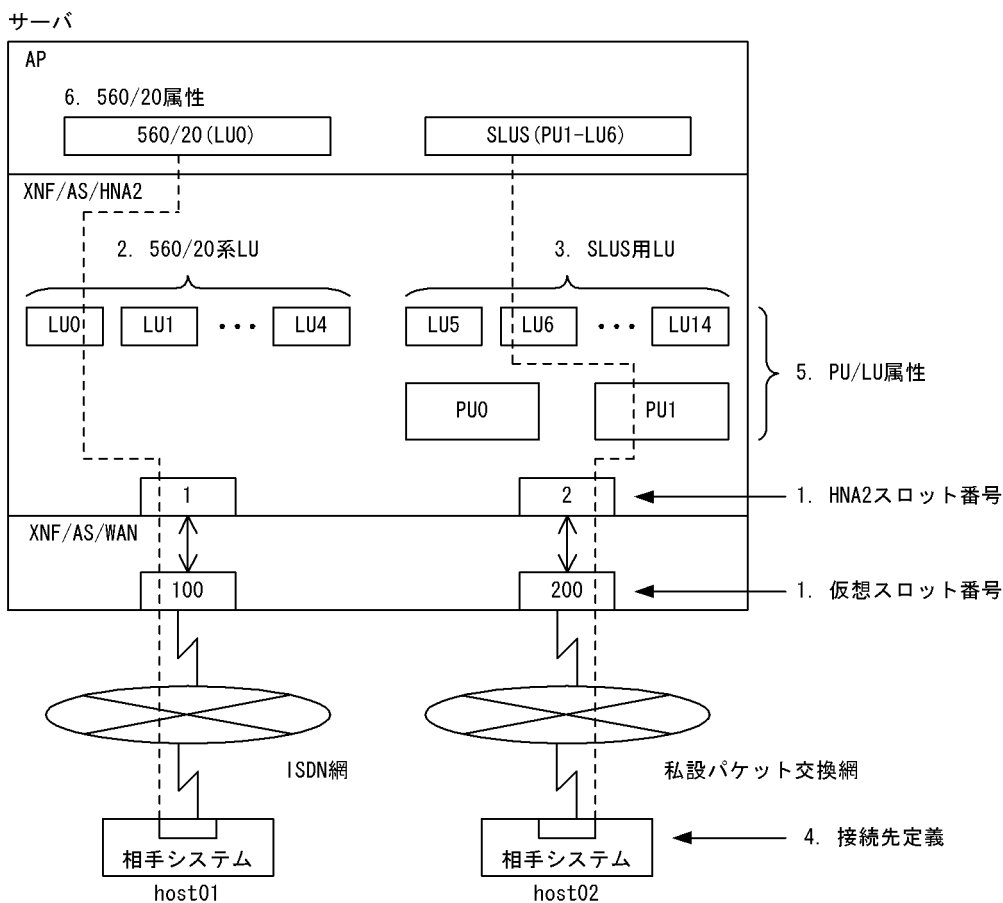 サーバ
AP
6. 560/20属性
560/20(LU0)
SLUS(PU1-LU6)
XNF/AS/HNA2
2. 560/20系LU
3. SLUS用LU
LU0
LU1
・・・
LU4
LU5
LU6
・・・
LU14
5. PU/LU属性
PU0
PU1
1
2
1. HNA2スロット番号
XNF/AS/WAN
100
200
1. 仮想スロット番号
ISDN網
私設パケット交換網
4. 接続先定義
相手システム
相手システム
host01
host02